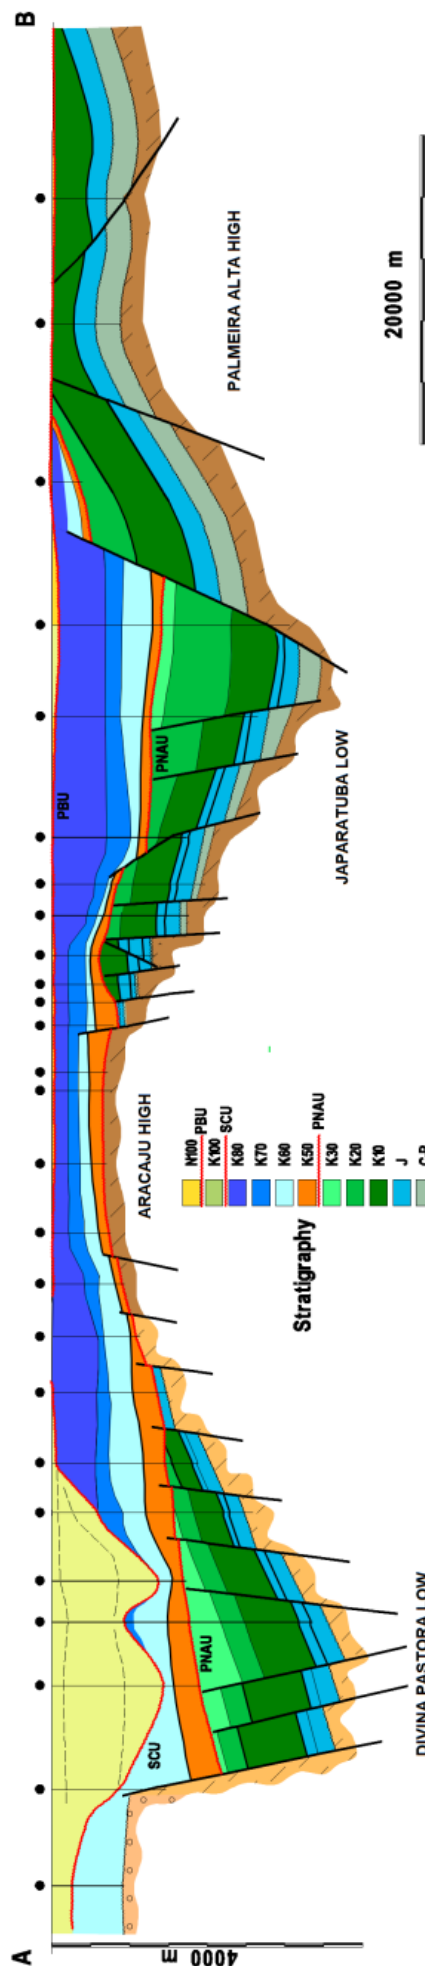 A
B
PBU
SCU
PNAU
PNAU
DIVINA PASTORA LOW
ARACAJU HIGH
JAPARATUBA LOW
PALMEIRA ALTA HIGH
Stratigraphy
N100
PBU
K100
SCU
K80
K70
K60
K50
PNAU
K30
K20
K10
J
20000 m
4000
m